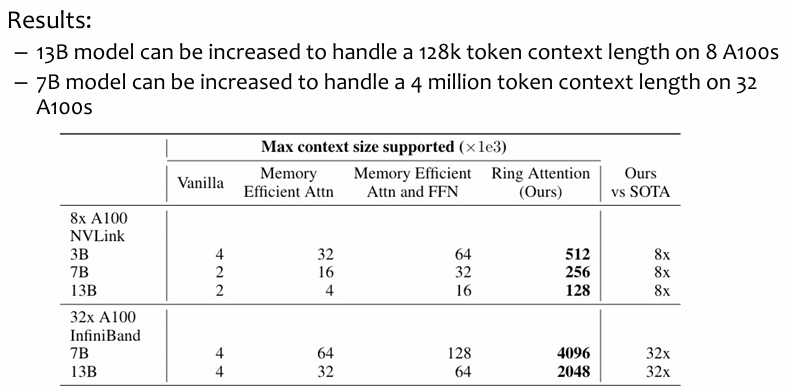 Results:
– 13B model can be increased to handle a 128k token context length on 8 A100s
– 7B model can be increased to handle a 4 million token context length on 32
A100s
Max context size supported (×1e3)
Vanilla Memory Efficient Attn Memory Efficient Attn and FFN Ring Attention (Ours) Ours vs SOTA
8x A100
NVLink
3B 4 32 64 512 8x
7B 2 16 32 256 8x
13B 2 4 16 128 8x
32x A100
InfiniBand
7B 4 64 128 4096 32x
13B 4 32 64 2048 32x